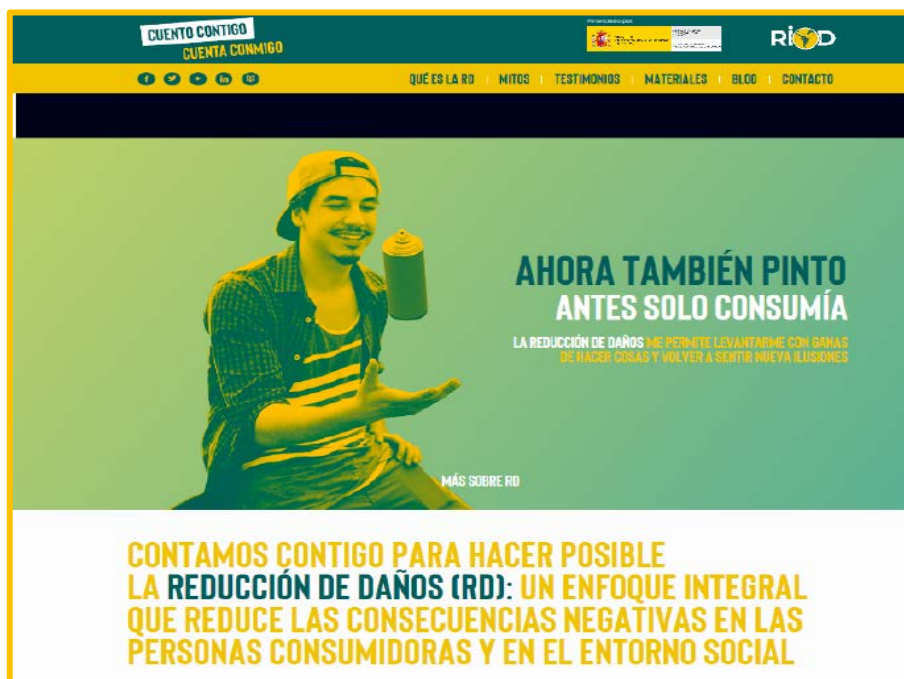 CUENTO CONTIGO
CUENTA CONMIGO
Financiado por
RIOD
QUÉ ES LA RD
MITOS
TESTIMONIOS
MATERIALES
BLOG
CONTACTO
AHORA TAMBIÉN PINTO
ANTES SOLO CONSUMÍA
LA REDUCCIÓN DE DAÑOS ME PERMITE LEVANTARME CON GANAS
DE HACER COSAS Y VOLVER A SENTIR NUEVA ILUSIONES
MÁS SOBRE RD
CONTAMOS CONTIGO PARA HACER POSIBLE
LA REDUCCIÓN DE DAÑOS (RD): UN ENFOQUE INTEGRAL
QUE REDUCE LAS CONSECUENCIAS NEGATIVAS EN LAS
PERSONAS CONSUMIDORAS Y EN EL ENTORNO SOCIAL